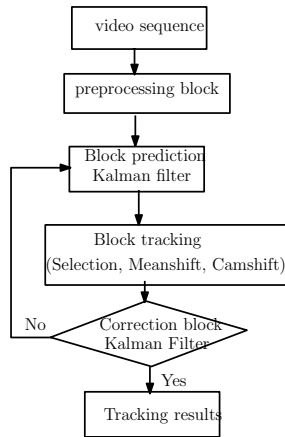 video sequence
preprocessing block
Block prediction
Kalman filter
Block tracking
(Selection, Meanshift, Camshift)
No
Correction block
Kalman Filter
Yes
Tracking results